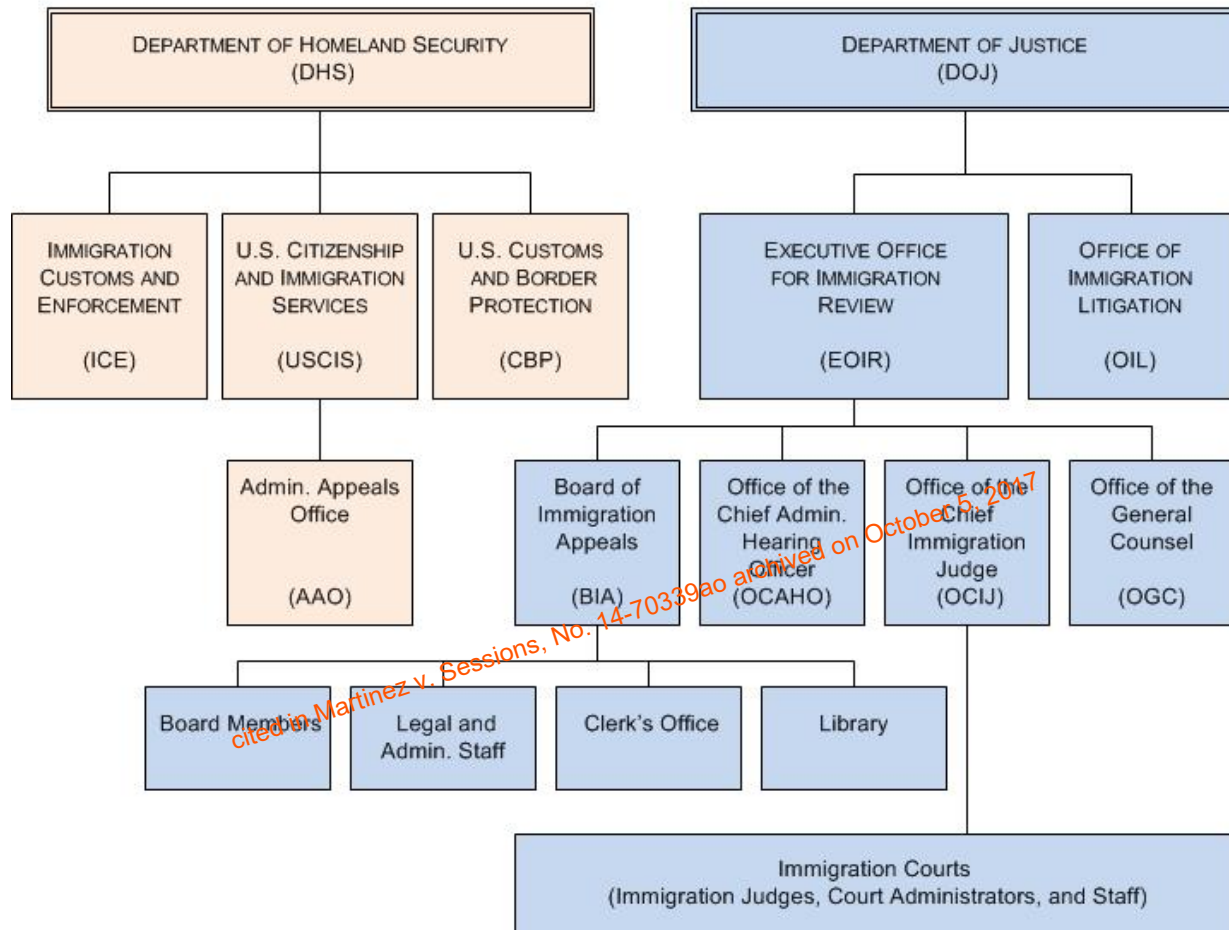 DEPARTMENT OF HOMELAND SECURITY
(DHS)
DEPARTMENT OF JUSTICE
(DOJ)
IMMIGRATION
CUSTOMS AND
ENFORCEMENT
(ICE)
U.S. CITIZENSHIP
AND IMMIGRATION
SERVICES
(USCIS)
U.S. CUSTOMS
AND BORDER
PROTECTION
(CBP)
EXECUTIVE OFFICE
FOR IMMIGRATION
REVIEW
(EOIR)
OFFICE OF
IMMIGRATION
LITIGATION
(OIL)
Admin. Appeals
Office
(AAO)
Board of
Immigration
Appeals
(BIA)
Office of the
Chief Admin.
Hearing
Officer
(OCAHO)
Office of the
Chief
Immigration
Judge
(OCIJ)
Office of the
General
Counsel
(OGC)
Board Members
Legal and
Admin. Staff
Clerk's Office
Library
Immigration Courts
(Immigration Judges, Court Administrators, and Staff)
cited in Martinez v. Sessions, No. 14-70339ao archived on October 5, 2017